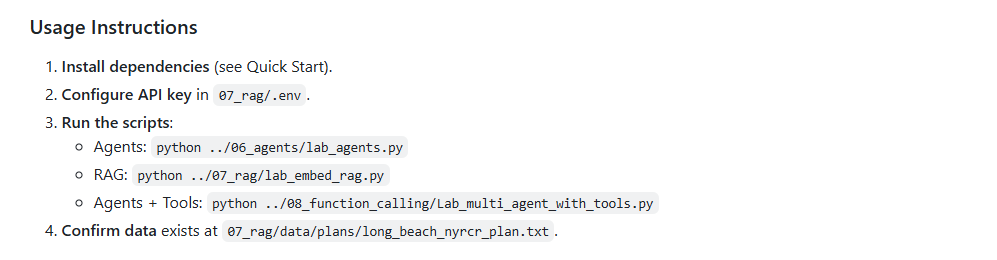 Usage Instructions
1. Install dependencies (see Quick Start).
2. Configure API key in 07_rag/.env.
3. Run the scripts:
Agents: python ../06_agents/lab_agents.py
RAG: python ../07_rag/lab_embed_rag.py
Agents + Tools: python ../08_function_calling/Lab_multi_agent_with_tools.py
4. Confirm data exists at 07_rag/data/plans/long_beach_nyrcr_plan.txt.